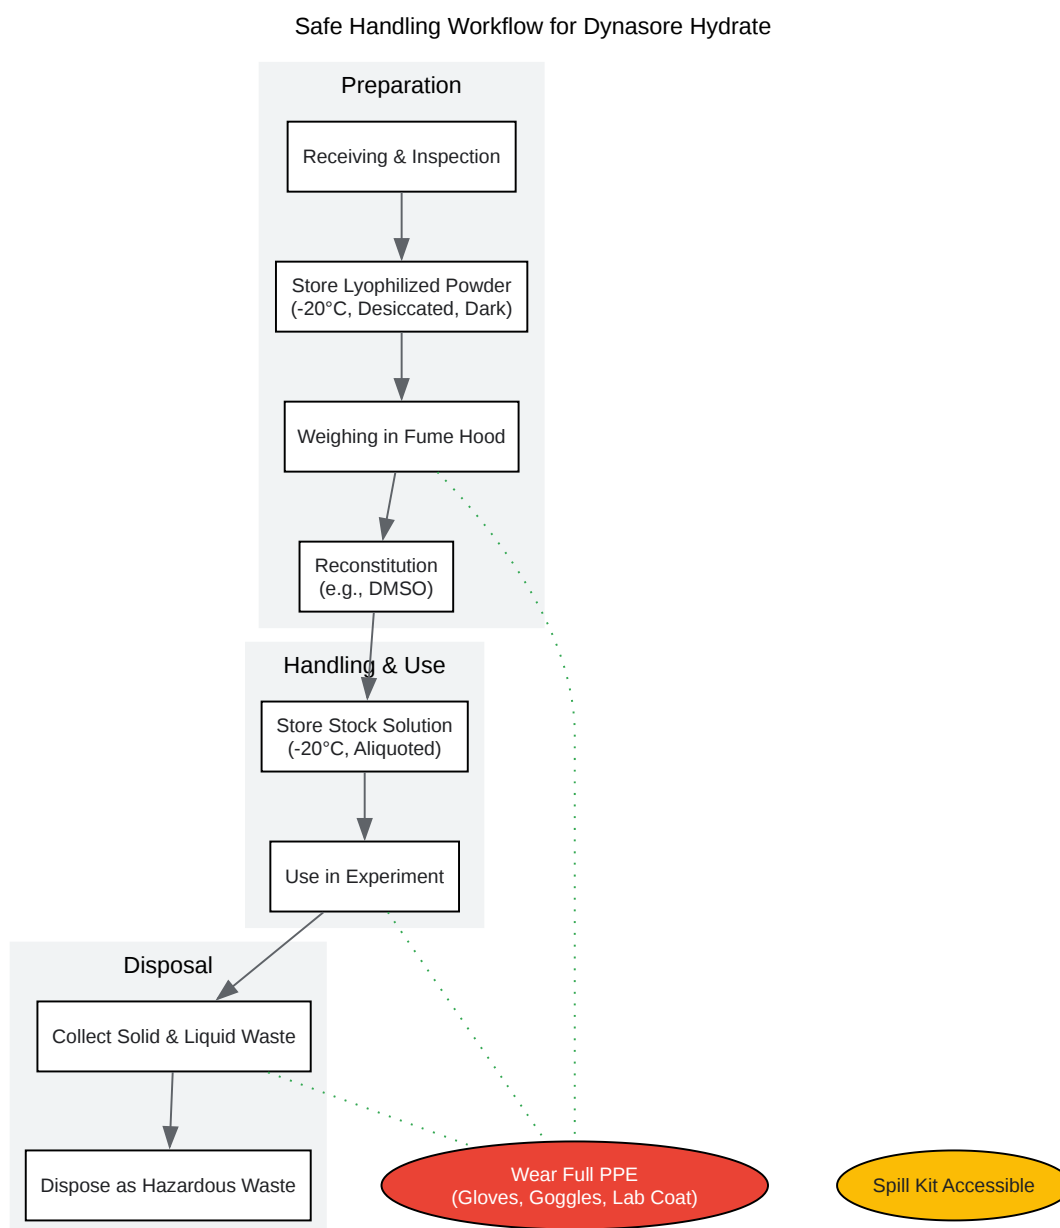 Safe Handling Workflow for Dynasore Hydrate
Preparation
Receiving & Inspection
Store Lyophilized Powder
(-20°C, Desiccated, Dark)
Weighing in Fume Hood
Reconstitution
(e.g., DMSO)
Handling & Use
Store Stock Solution
(-20°C, Aliquoted)
Use in Experiment
Disposal
Collect Solid & Liquid Waste
Dispose as Hazardous Waste
Wear Full PPE
(Gloves, Goggles, Lab Coat)
Spill Kit Accessible